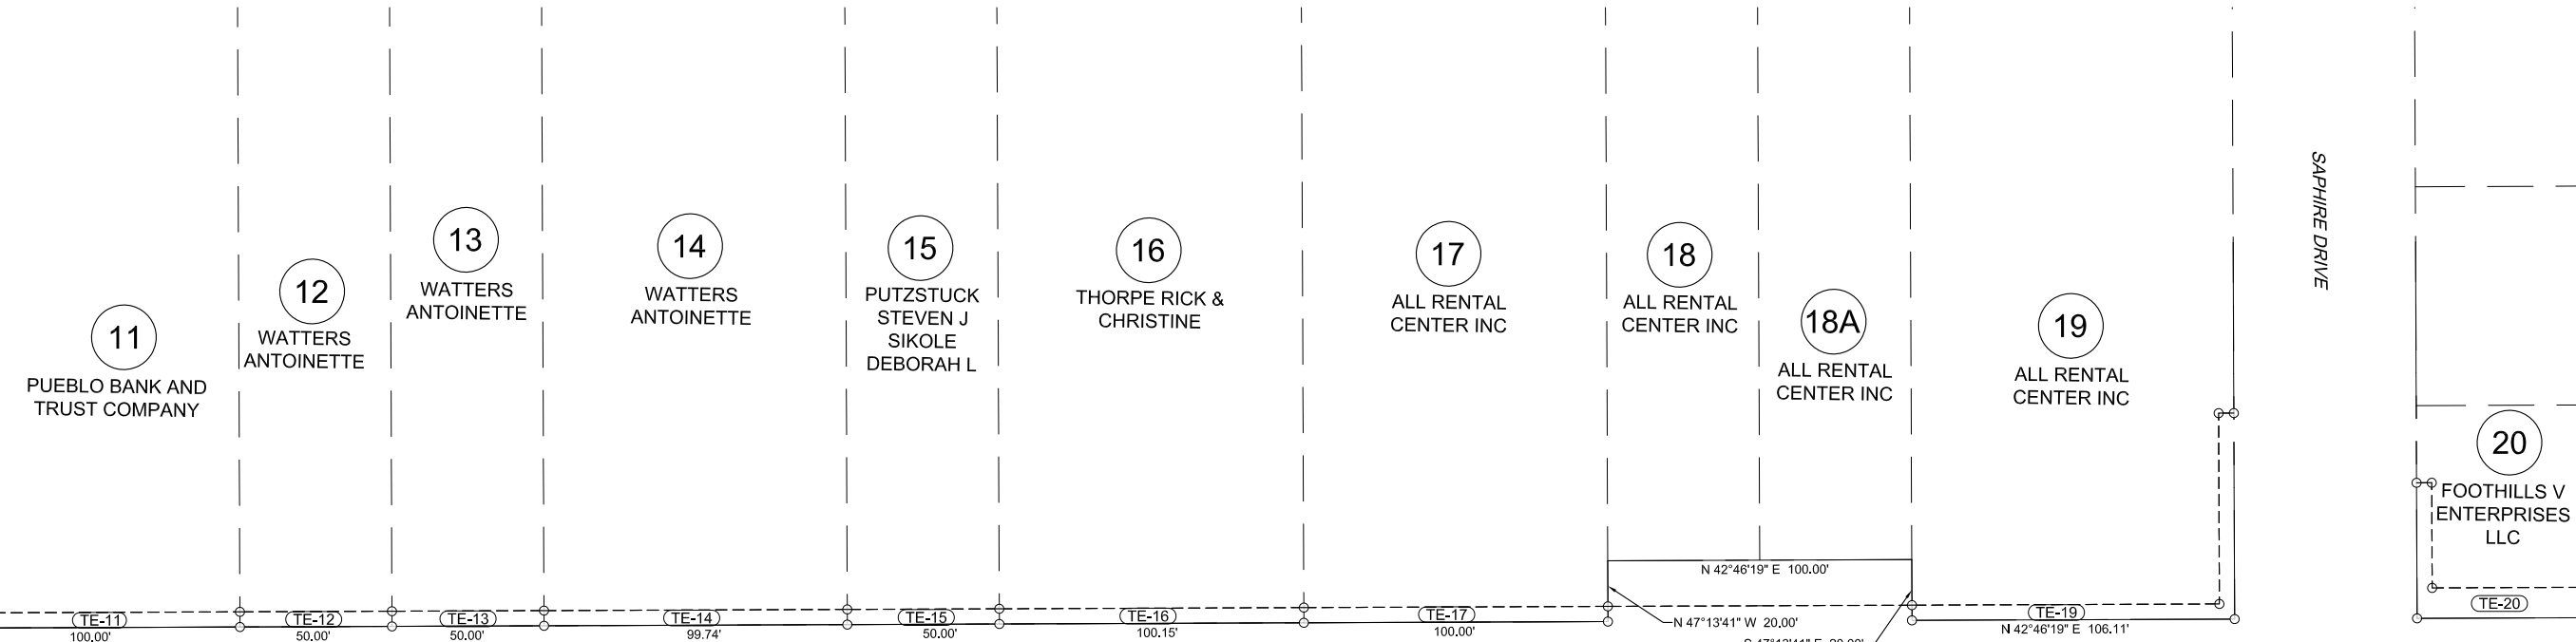 11
PUEBLO BANK AND
TRUST COMPANY
12
WATTERS
ANTOINETTE
13
WATTERS
ANTOINETTE
14
WATTERS
ANTOINETTE
15
PUTZSTUCK
STEVEN J
SIKOLE
DEBORAH L
16
THORPE RICK &
CHRISTINE
17
ALL RENTAL
CENTER INC
18
ALL RENTAL
CENTER INC
18A
ALL RENTAL
CENTER INC
19
ALL RENTAL
CENTER INC
SAPHIRE DRIVE
20
FOOTHILLS V
ENTERPRISES
LLC
N 42°46'19" E 100.00'
TE-11
100.00'
TE-12
50.00'
TE-13
50.00'
TE-14
99.74'
TE-15
50.00'
TE-16
100.15'
TE-17
100.00'
N 47°13'41" W 20.00'
TE-19
N 42°46'19" E 106.11'
TE-20